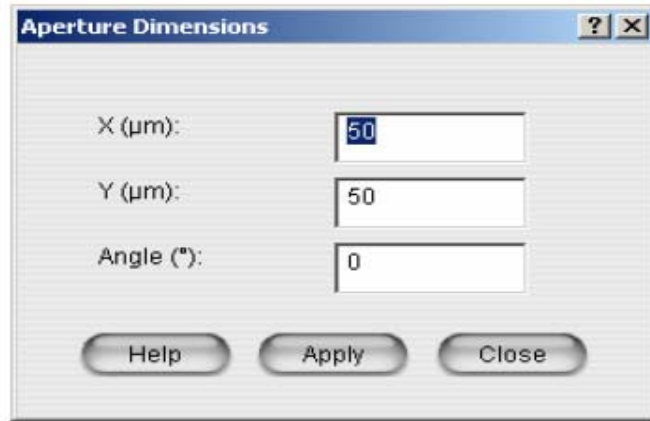 Aperture Dimensions
X (µm): 50
Y (µm): 50
Angle (°): 0
Help Apply Close